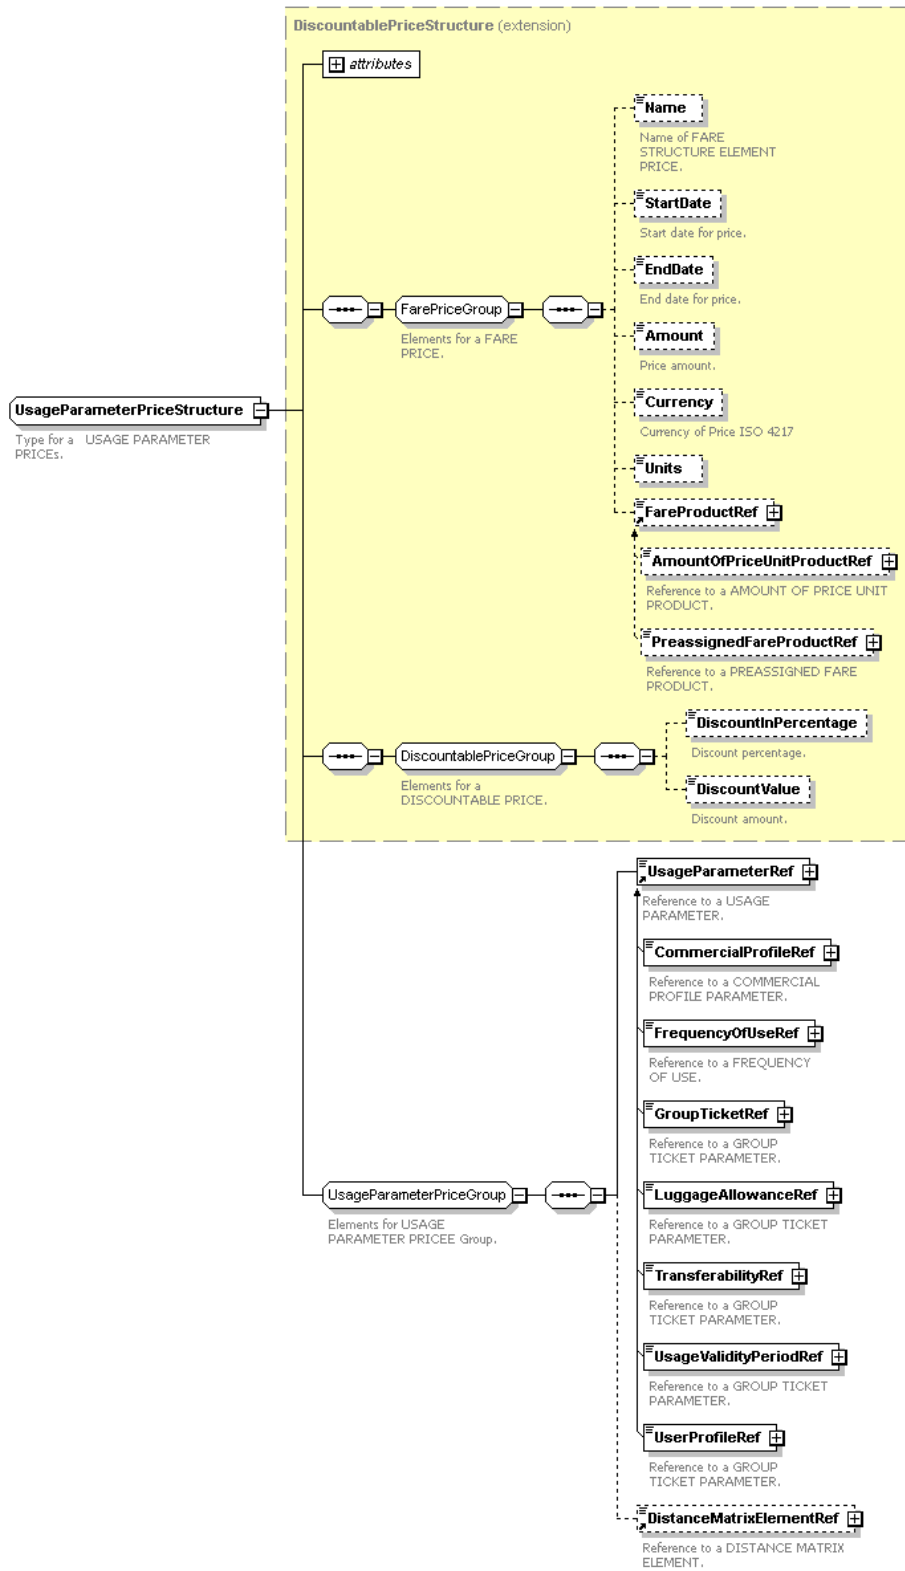 DiscountablePriceStructure (extension)
attributes
Name
Name of FARE
STRUCTURE ELEMENT
PRICE.
StartDate
Start date for price.
EndDate
End date for price.
FarePriceGroup
Elements for a FARE
PRICE.
Amount
Price amount.
Currency
Currency of Price ISO 4217
UsageParameterPriceStructure
Type for a USAGE PARAMETER
PRICEs.
Units
FareProductRef
AmountOfPriceUnitProductRef
Reference to a AMOUNT OF PRICE UNIT
PRODUCT.
PreassignedFareProductRef
Reference to a PREASSIGNED FARE
PRODUCT.
DiscountablePriceGroup
Elements for a
DISCOUNTABLE PRICE.
DiscountInPercentage
Discount percentage.
DiscountValue
Discount amount.
UsageParameterRef
Reference to a USAGE
PARAMETER.
CommercialProfileRef
Reference to a COMMERCIAL
PROFILE PARAMETER.
FrequencyOfUseRef
Reference to a FREQUENCY
OF USE.
GroupTicketRef
Reference to a GROUP
TICKET PARAMETER.
UsageParameterPriceGroup
Elements for USAGE
PARAMETER PRICEE Group.
LuggageAllowanceRef
Reference to a GROUP TICKET
PARAMETER.
TransferabilityRef
Reference to a GROUP
TICKET PARAMETER.
UsageValidityPeriodRef
Reference to a GROUP TICKET
PARAMETER.
UserProfileRef
Reference to a GROUP
TICKET PARAMETER.
DistanceMatrixElementRef
Reference to a DISTANCE MATRIX
ELEMENT.